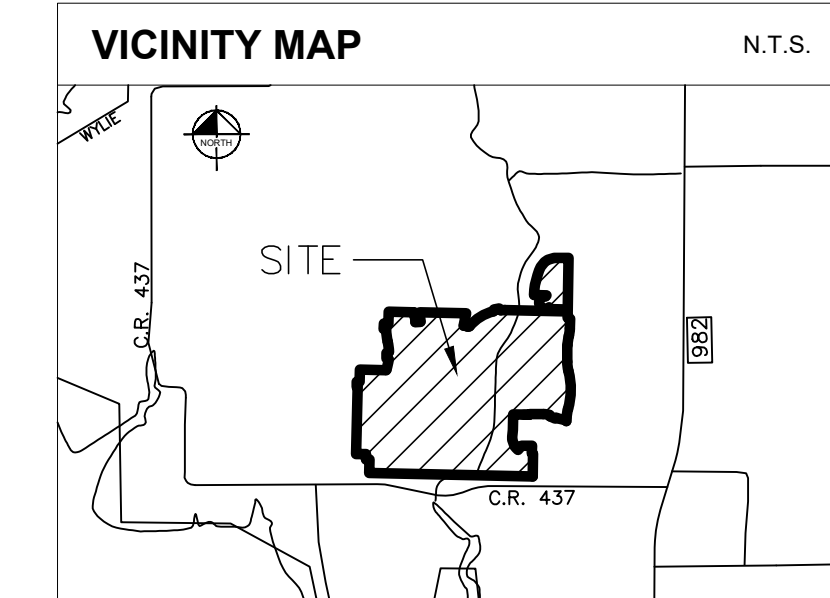 VICINITY MAP N.T.S.
WYLIE
NORTH
SITE
C.R. 437
982
C.R. 437